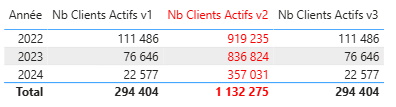 Année Nb Clients Actifs v1 Nb Clients Actifs v2 Nb Clients Actifs v3
2022 111 486 919 235 111 486
2023 76 646 836 824 76 646
2024 22 577 357 031 22 577
Total 294 404 1 132 275 294 404